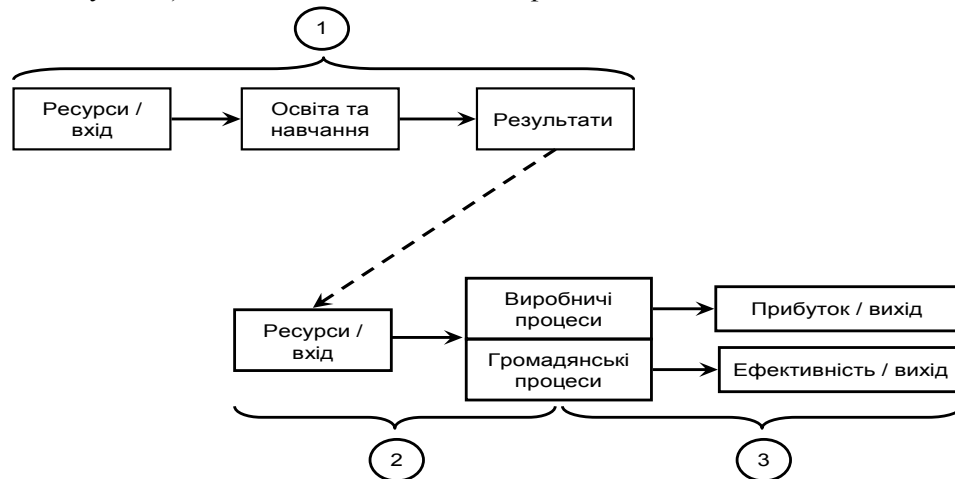 1
Ресурси /
вхід
Освіта та
навчання
Результати
Ресурси /
вхід
Виробничі
процеси
Прибуток / вихід
Громадянські
процеси
Ефективність / вихід
2
3